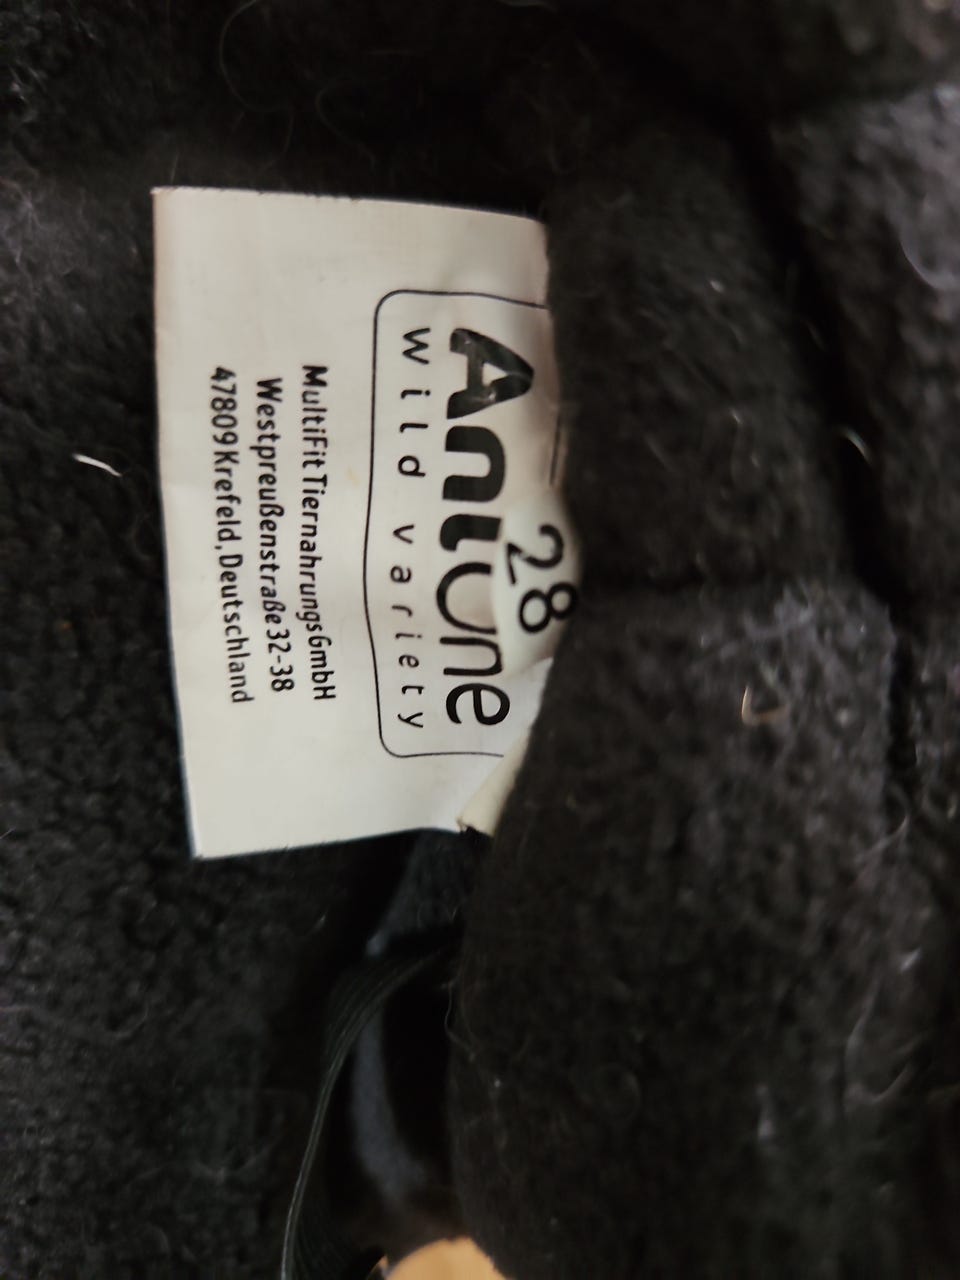 28
AniOne
wild variety
MultiFit Tiernahrungs GmbH
Westpreußenstraße 32-38
47809 Krefeld, Deutschland